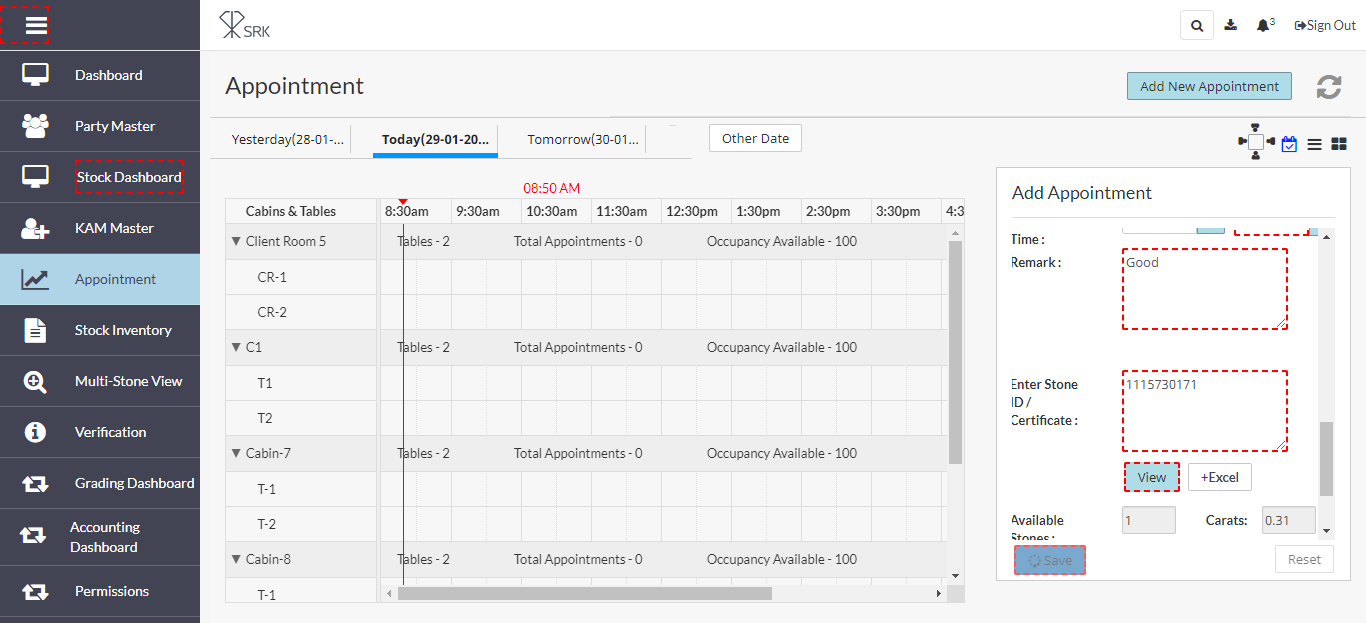 SRK
3
Sign Out
Dashboard
Party Master
Stock Dashboard
KAM Master
Appointment
Stock Inventory
Multi-Stone View
Verification
Grading Dashboard
Accounting
Dashboard
Permissions
Appointment
Add New Appointment
Yesterday(28-01-...
Today(29-01-20...
Tomorrow(30-01...
Other Date
08:50 AM
Cabins & Tables 8:30am 9:30am 10:30am 11:30am 12:30pm 1:30pm 2:30pm 3:30pm 4:3
Client Room 5 Tables - 2 Total Appointments - 0 Occupancy Available - 100
CR-1
CR-2
C1 Tables - 2 Total Appointments - 0 Occupancy Available - 100
T1
T2
Cabin-7 Tables - 2 Total Appointments - 0 Occupancy Available - 100
T-1
T-2
Cabin-8 Tables - 2 Total Appointments - 0 Occupancy Available - 100
T-1
Add Appointment
Time :
Remark : Good
Enter Stone 1115730171
ID /
Certificate :
View +Excel
Available 1 Carats: 0.31
Stones :
Save Reset